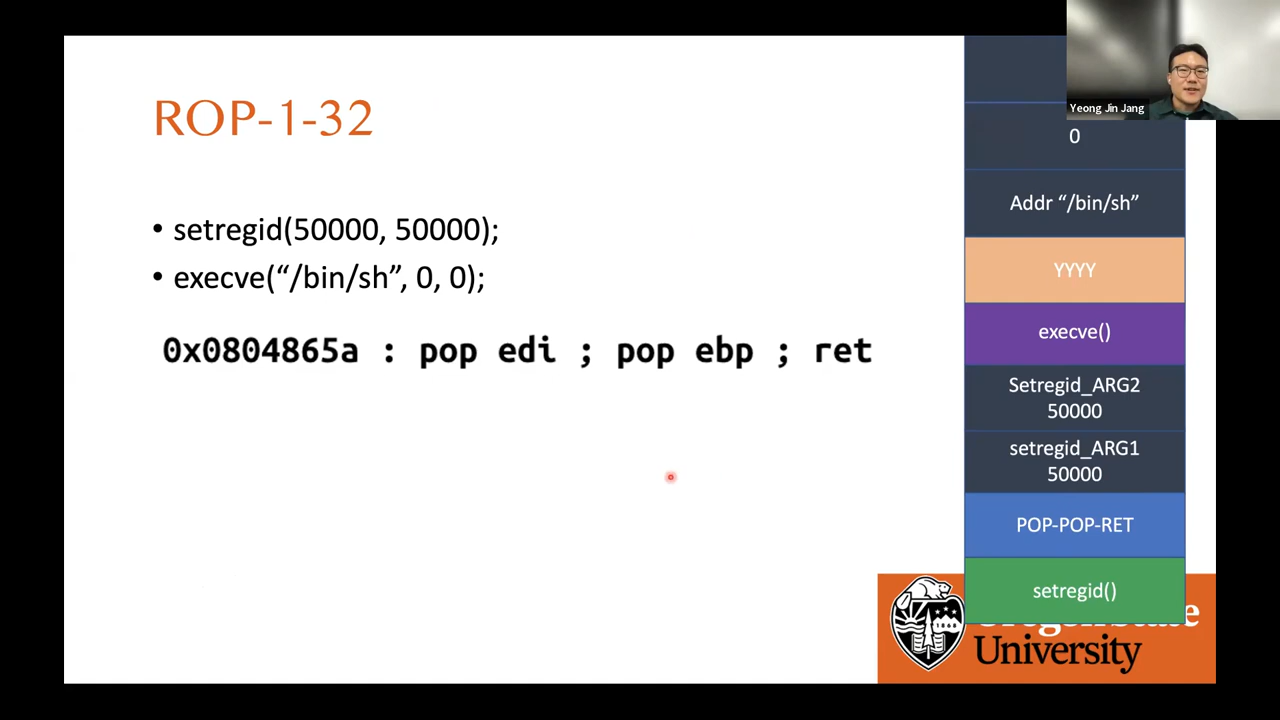 ROP-1-32
• setregid(50000, 50000);
• execve(“/bin/sh”, 0, 0);
0x0804865a : pop edi ; pop ebp ; ret
Yeong Jin Jang
0
Addr “/bin/sh”
YYYY
execve()
Setregid_ARG2
50000
setregid_ARG1
50000
POP-POP-RET
setregid()
University